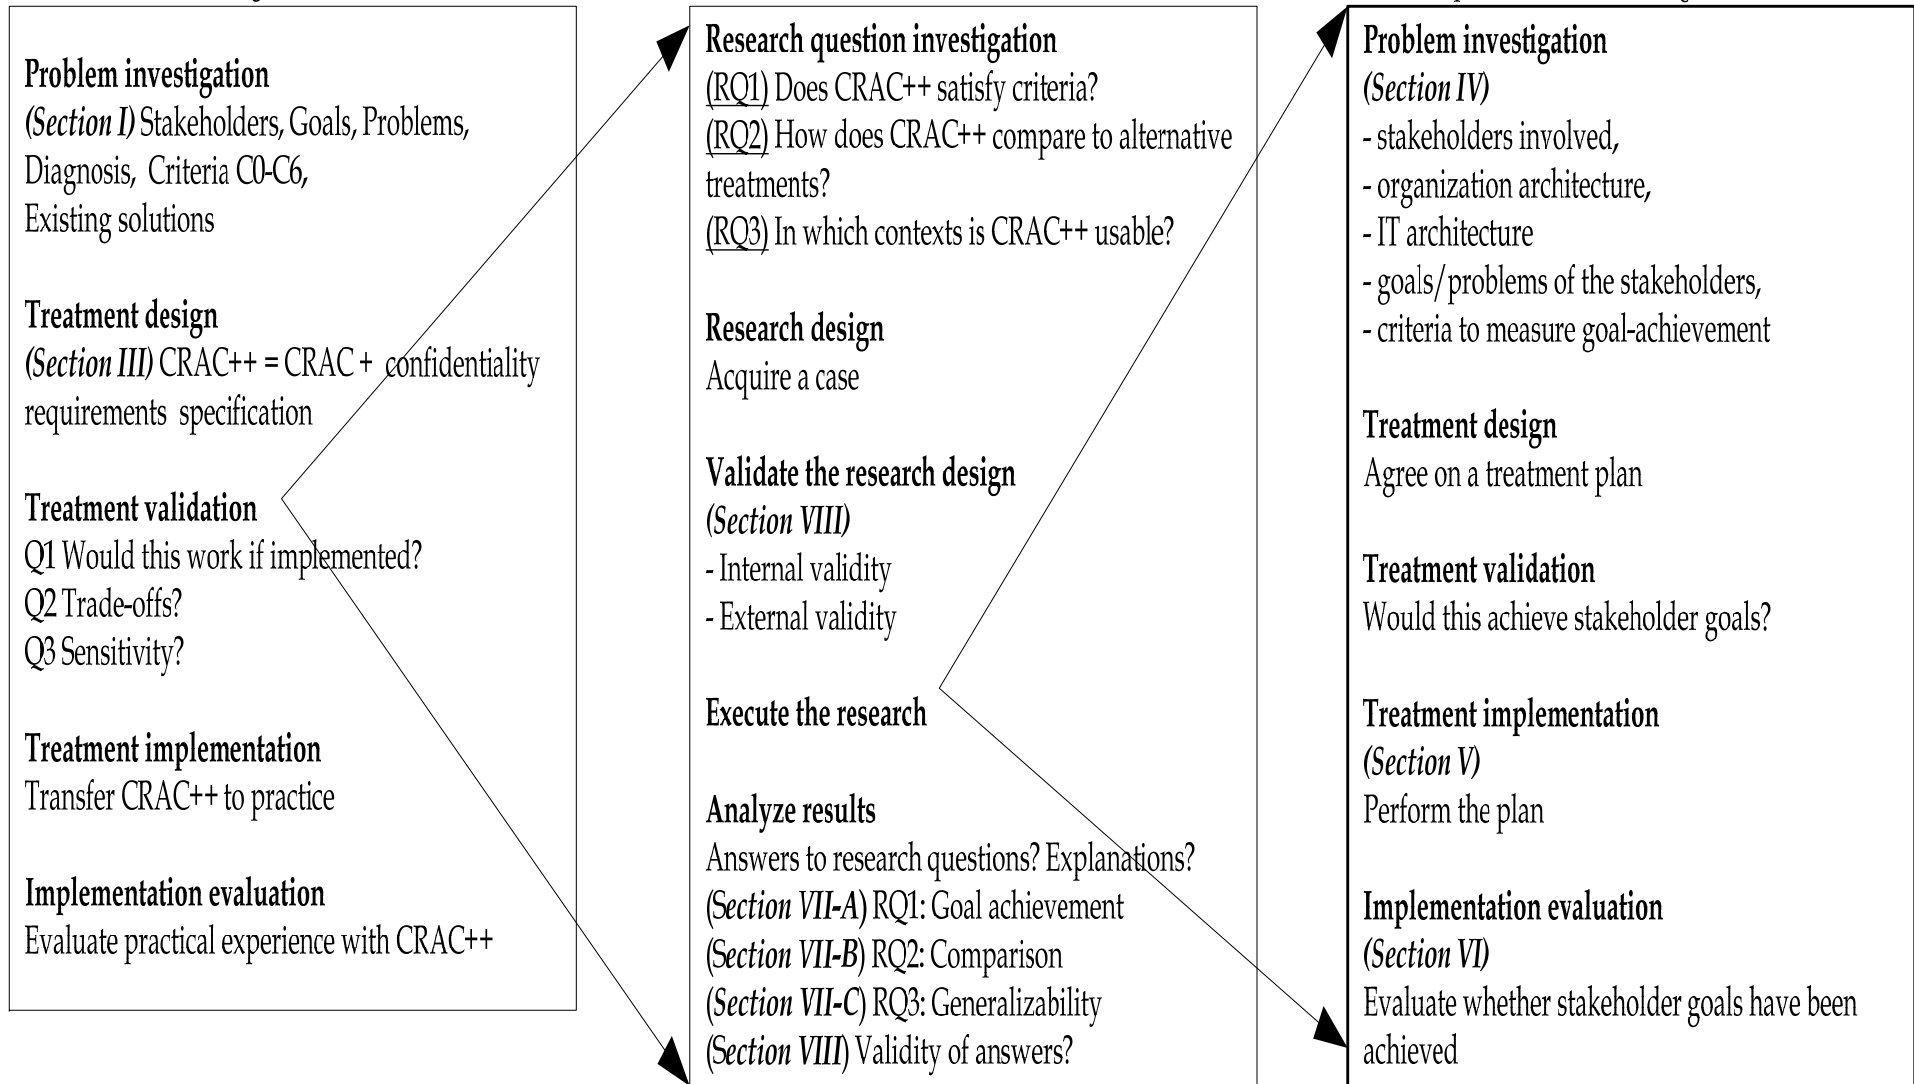 Problem investigation
(Section I) Stakeholders, Goals, Problems,
Diagnosis, Criteria C0-C6,
Existing solutions
Treatment design
(Section III) CRAC++ = CRAC + confidentiality
requirements specification
Treatment validation
Q1 Would this work if implemented?
Q2 Trade-offs?
Q3 Sensitivity?
Treatment implementation
Transfer CRAC++ to practice
Implementation evaluation
Evaluate practical experience with CRAC++
Research question investigation
(RQ1) Does CRAC++ satisfy criteria?
(RQ2) How does CRAC++ compare to alternative
treatments?
(RQ3) In which contexts is CRAC++ usable?
Research design
Acquire a case
Validate the research design
(Section VIII)
- Internal validity
- External validity
Execute the research
Analyze results
Answers to research questions? Explanations?
(Section VII-A) RQ1: Goal achievement
(Section VII-B) RQ2: Comparison
(Section VII-C) RQ3: Generalizability
(Section VIII) Validity of answers?
Problem investigation
(Section IV)
- stakeholders involved,
- organization architecture,
- IT architecture
- goals/problems of the stakeholders,
- criteria to measure goal-achievement
Treatment design
Agree on a treatment plan
Treatment validation
Would this achieve stakeholder goals?
Treatment implementation
(Section V)
Perform the plan
Implementation evaluation
(Section VI)
Evaluate whether stakeholder goals have been
achieved